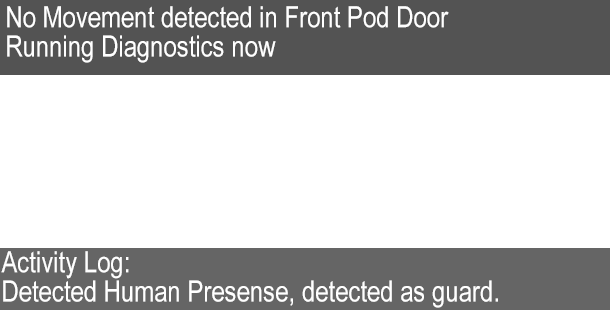 No Movement detected in Front Pod Door
Running Diagnostics now
Activity Log:
Detected Human Presense, detected as guard.